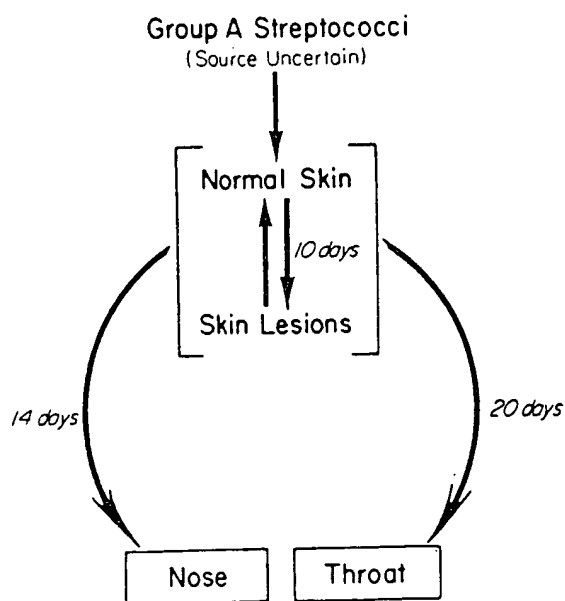 Group A Streptococci
(Source Uncertain)
Normal Skin
10 days
Skin Lesions
14 days
20 days
Nose
Throat